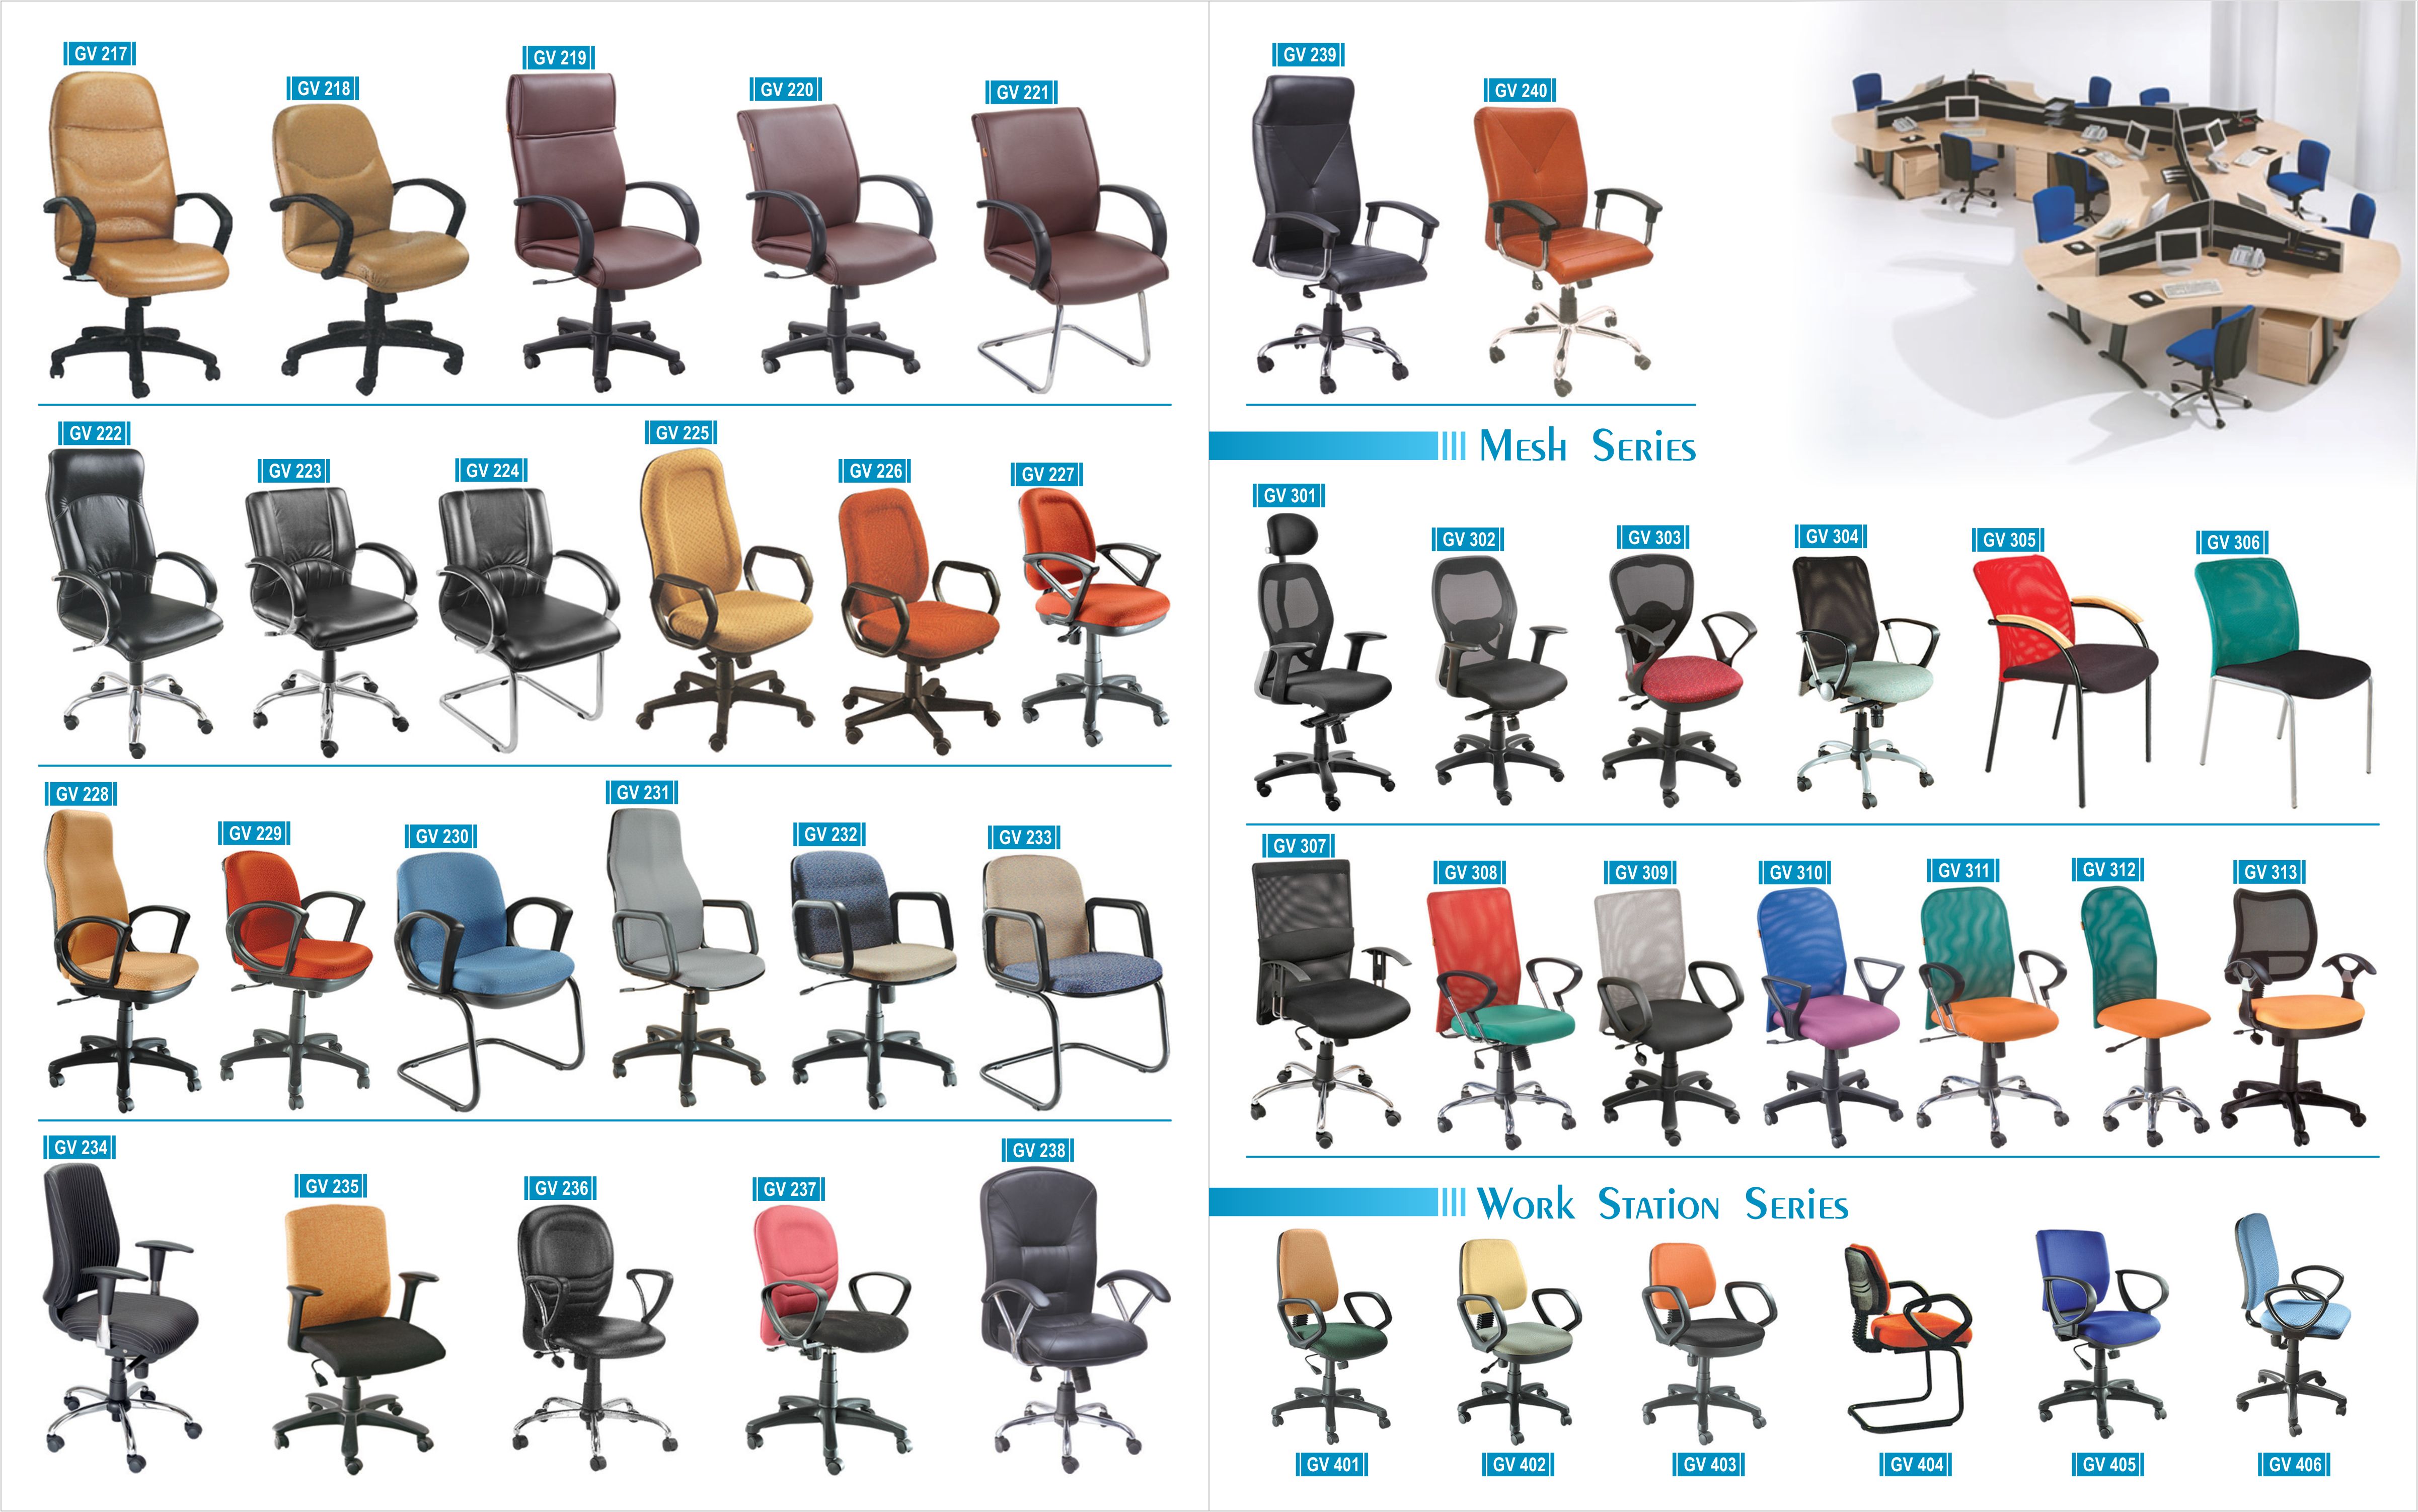 GV 217
GV 218
GV 219
GV 220
GV 221
GV 222
GV 223
GV 224
GV 225
GV 226
GV 227
GV 228
GV 229
GV 230
GV 231
GV 232
GV 233
GV 234
GV 235
GV 236
GV 237
GV 238
GV 239
GV 240
Mesh Series
GV 301
GV 302
GV 303
GV 304
GV 305
GV 306
GV 307
GV 308
GV 309
GV 310
GV 311
GV 312
GV 313
Work Station Series
GV 401
GV 402
GV 403
GV 404
GV 405
GV 406